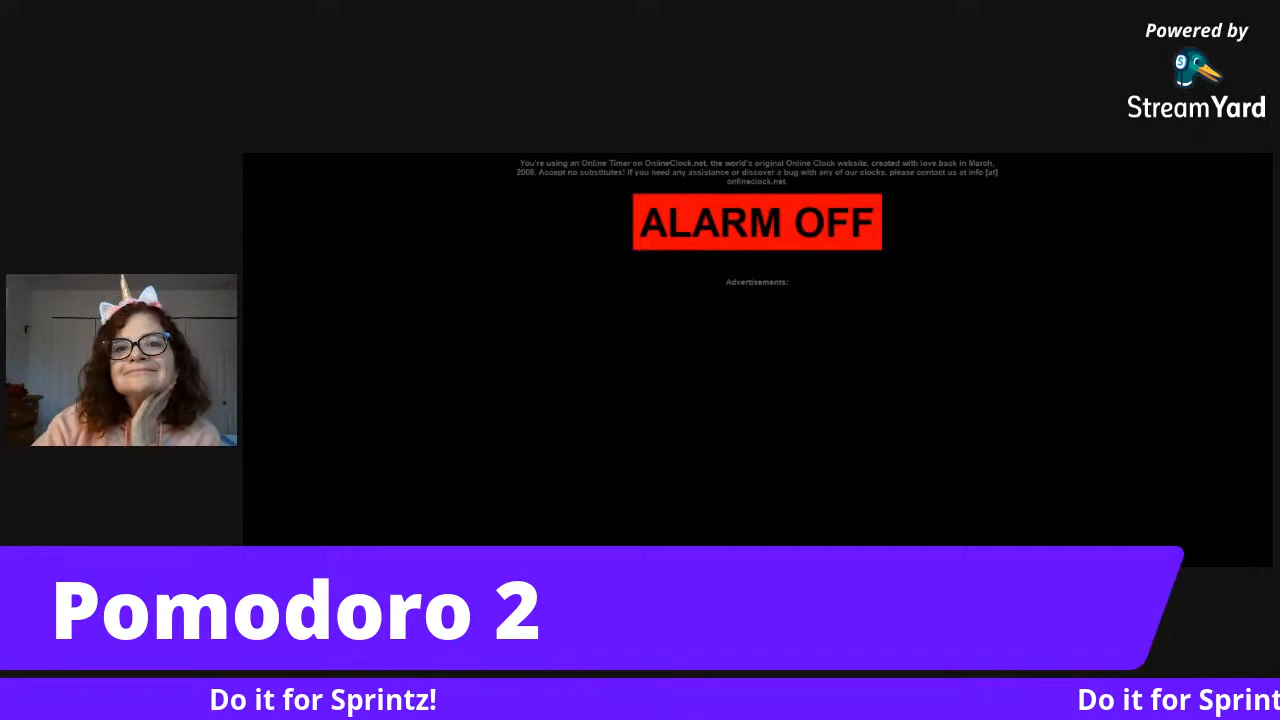 Powered by
StreamYard
You're using an Online Timer on OnlineClock.net, the world's original Online Clock website, created with love back in March,
2006. Accept no substitutes! If you need any assistance or discover a bug with any of our clocks, please contact us at info [at]
onlineclock.net.
ALARM OFF
Advertisements:
Pomodoro 2
Do it for Sprintz!
Do it for Sprint